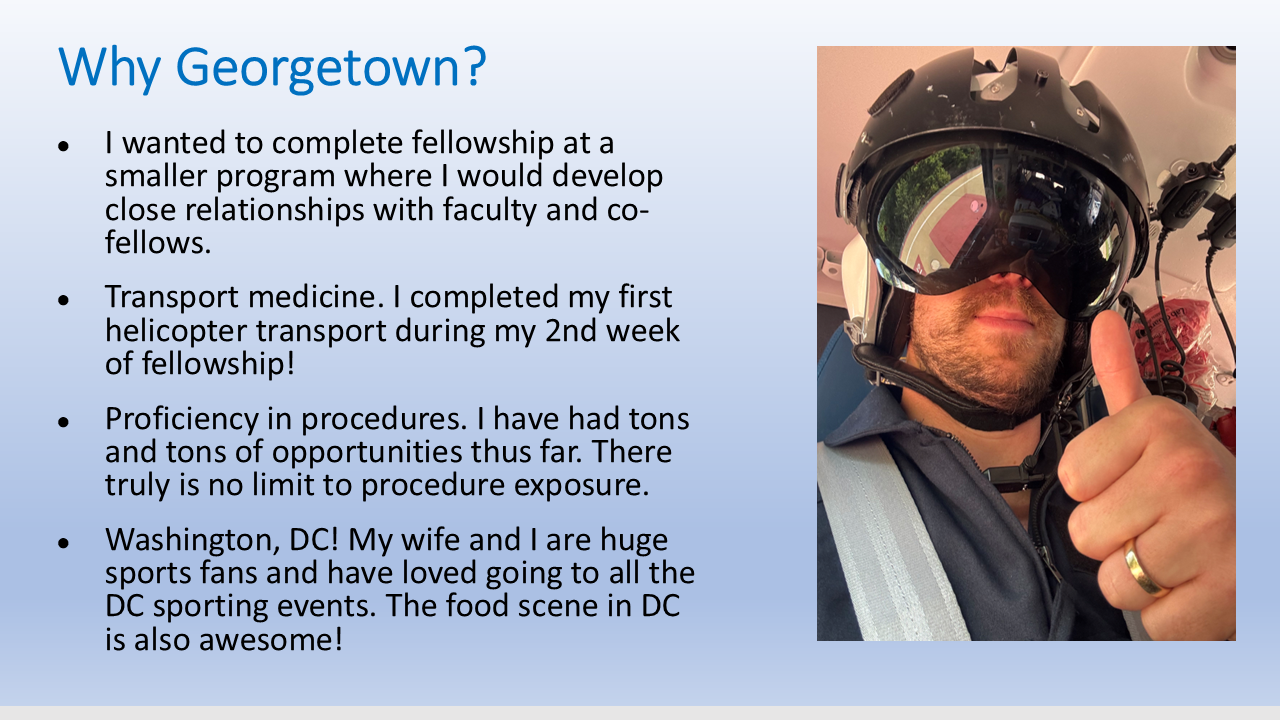 Why Georgetown?
• I wanted to complete fellowship at a
smaller program where I would develop
close relationships with faculty and co-
fellows.
• Transport medicine. I completed my first
helicopter transport during my 2nd week
of fellowship!
• Proficiency in procedures. I have had tons
and tons of opportunities thus far. There
truly is no limit to procedure exposure.
• Washington, DC! My wife and I are huge
sports fans and have loved going to all the
DC sporting events. The food scene in DC
is also awesome!